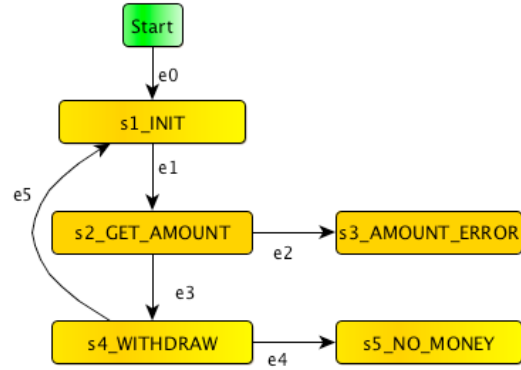 Start
e0
s1_INIT
e5
e1
s2_GET_AMOUNT
e2
s3_AMOUNT_ERROR
e3
s4_WITHDRAW
e4
s5_NO_MONEY